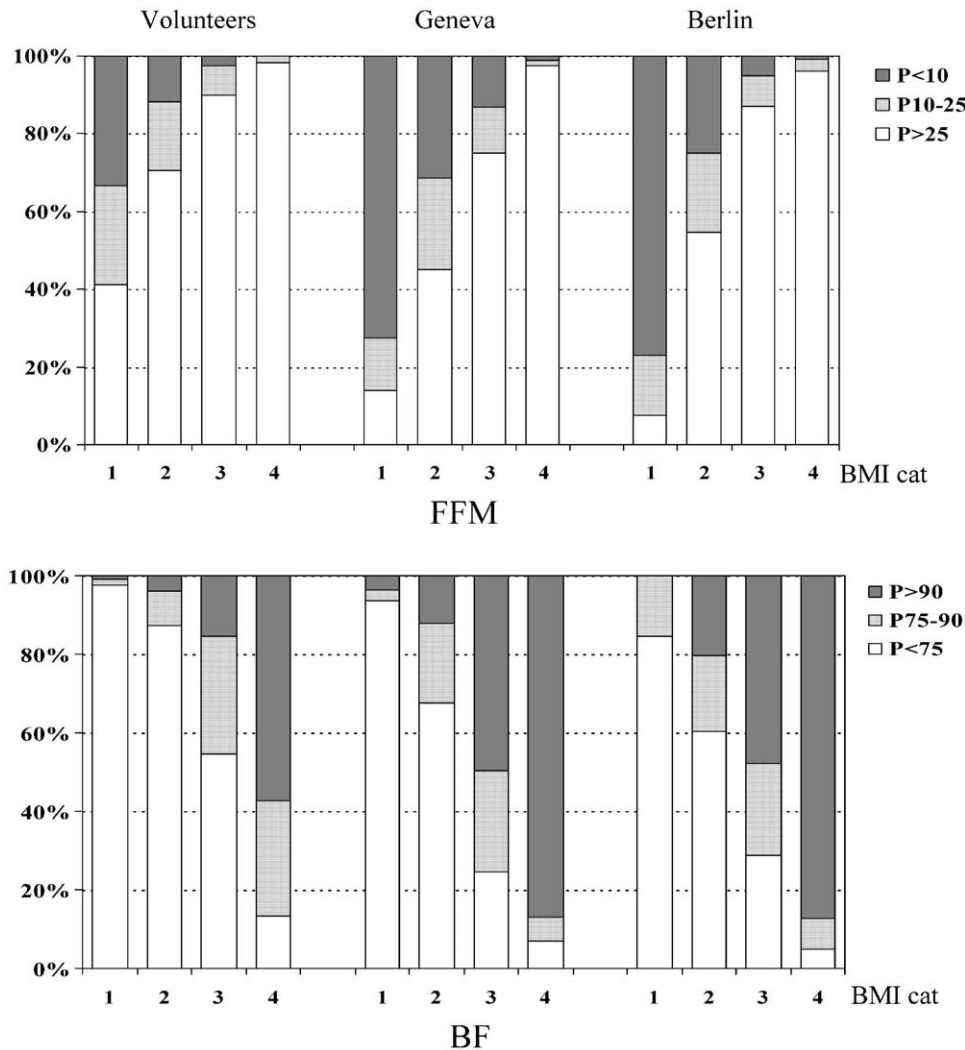 Volunteers Geneva Berlin
100%
80%
60%
40%
20%
0%
P<10
P10-25
P>25
1 2 3 4 1 2 3 4 1 2 3 4 BMI cat
FFM
100%
80%
60%
40%
20%
0%
P>90
P75-90
P<75
1 2 3 4 1 2 3 4 1 2 3 4 BMI cat
BF